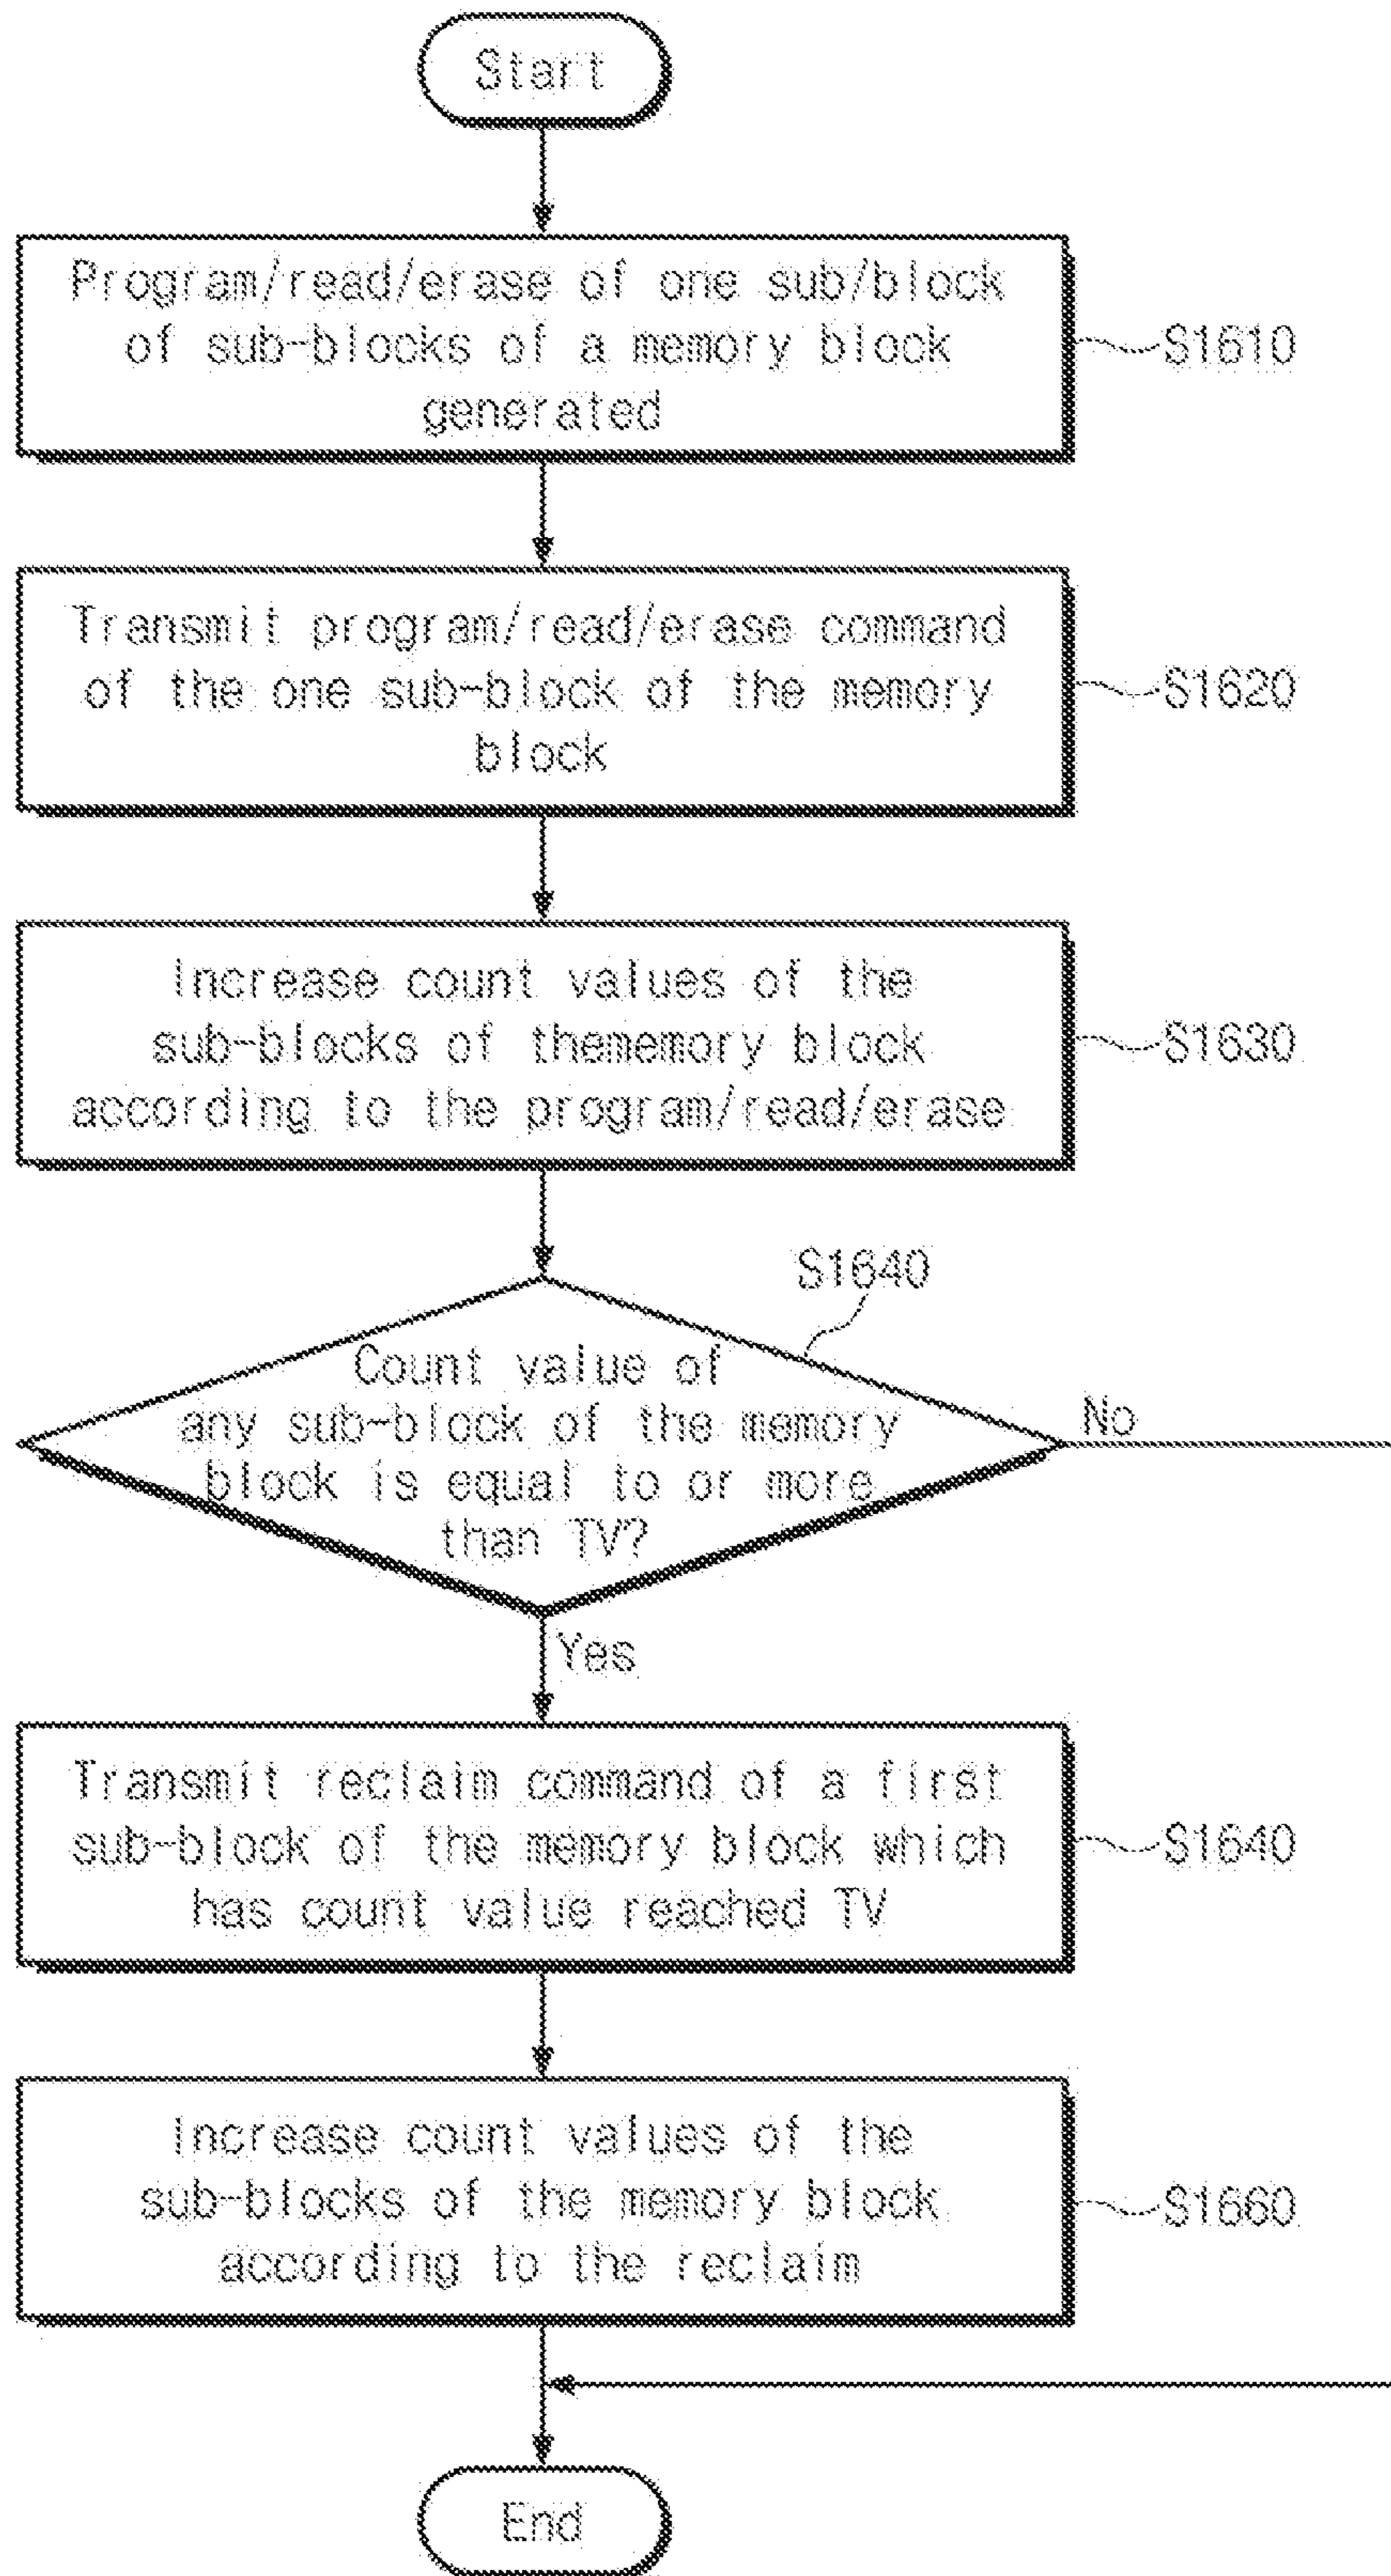 Start
Program/read/erase of one sub/block
of sub-blocks of a memory block
generated
S1610
Transmit program/read/erase command
of the one sub-block of the memory
block
S1620
Increase count values of the
sub-blocks of thememory block
according to the program/read/erase
S1630
S1640
Count value of
any sub-block of the memory
block is equal to or more
than TV?
No
Yes
Transmit reclaim command of a first
sub-block of the memory block which
has count value reached TV
S1640
Increase count values of the
sub-blocks of the memory block
according to the reclaim
S1660
End